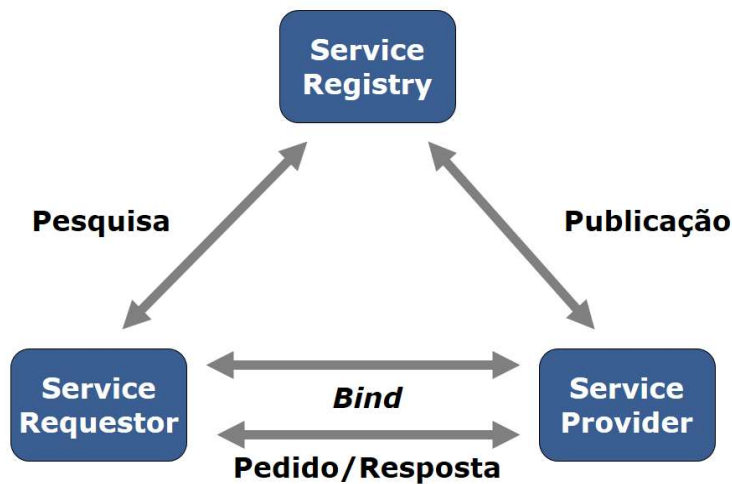 Service
Registry
Pesquisa
Publicação
Service
Requestor
Bind
Service
Provider
Pedido/Resposta